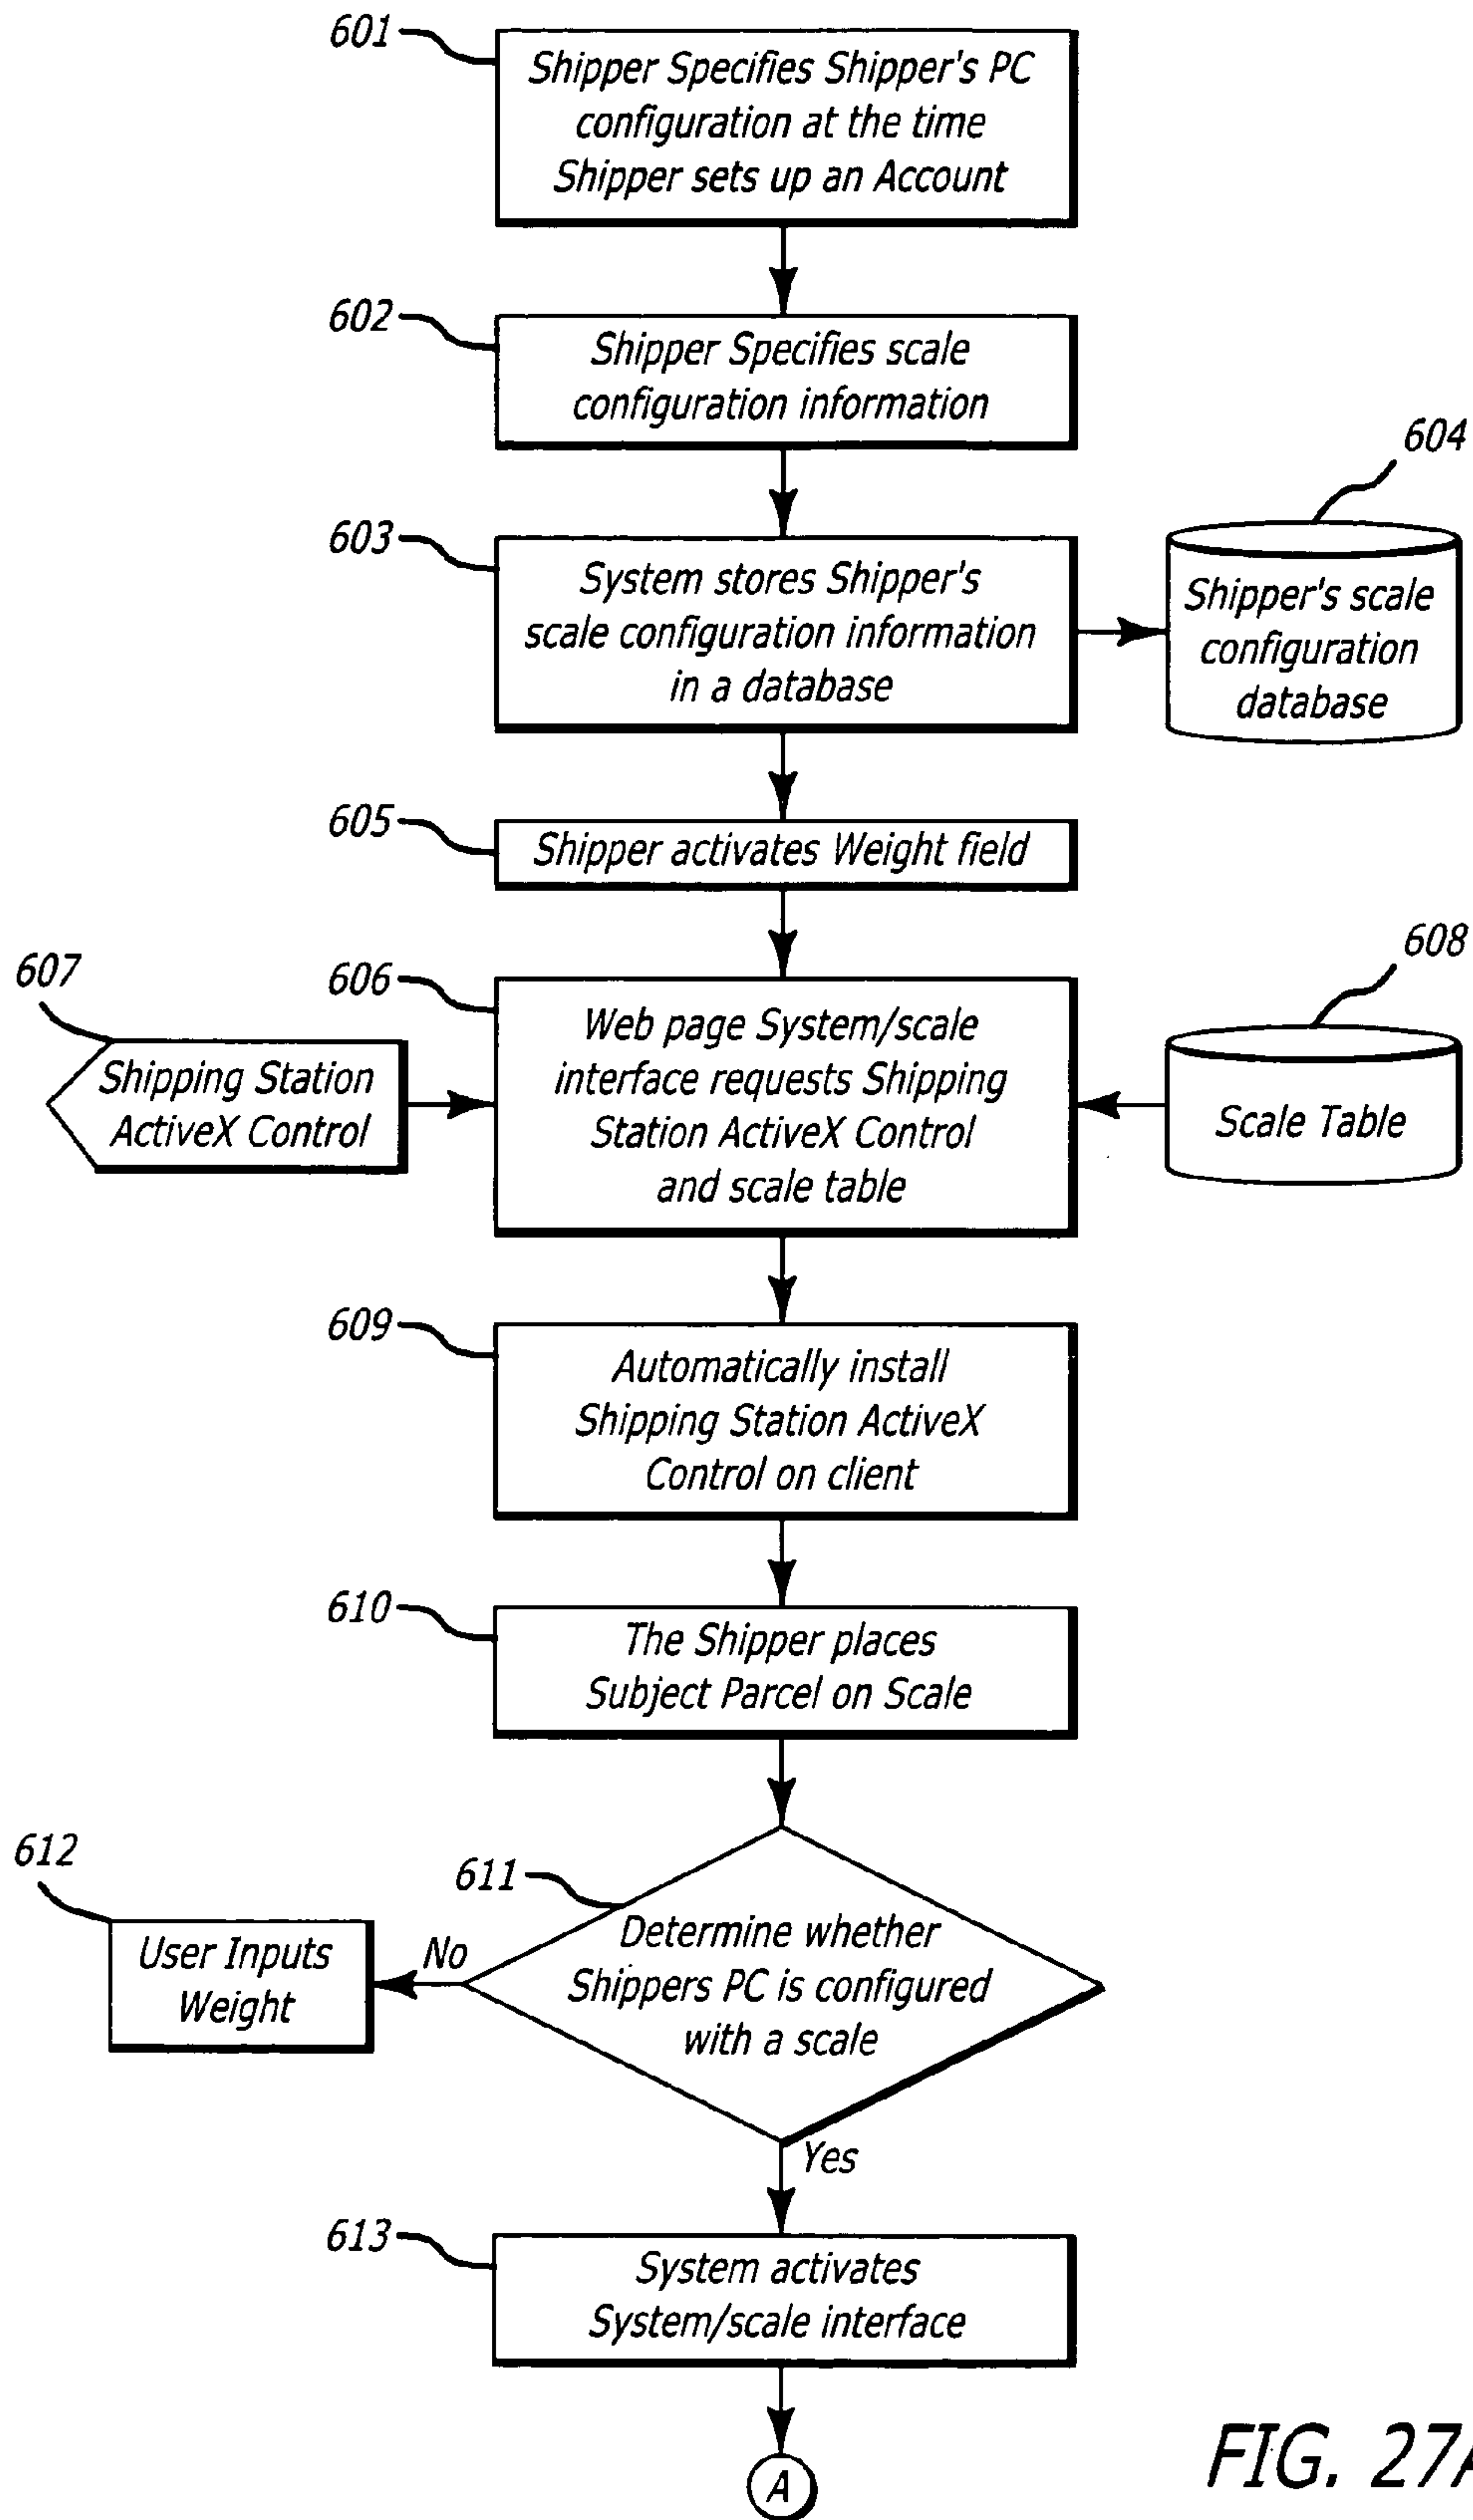 601
Shipper Specifies Shipper's PC
configuration at the time
Shipper sets up an Account
602
Shipper Specifies scale
configuration information
603
System stores Shipper's
scale configuration information
in a database
604
Shipper's scale
configuration
database
605
Shipper activates Weight field
606
Web page System/scale
interface requests Shipping
Station ActiveX Control
and scale table
607
Shipping Station
ActiveX Control
608
Scale Table
609
Automatically install
Shipping Station ActiveX
Control on client
610
The Shipper places
Subject Parcel on Scale
611
Determine whether
Shippers PC is configured
with a scale
No
612
User Inputs
Weight
Yes
613
System activates
System/scale interface
A
FIG. 27A